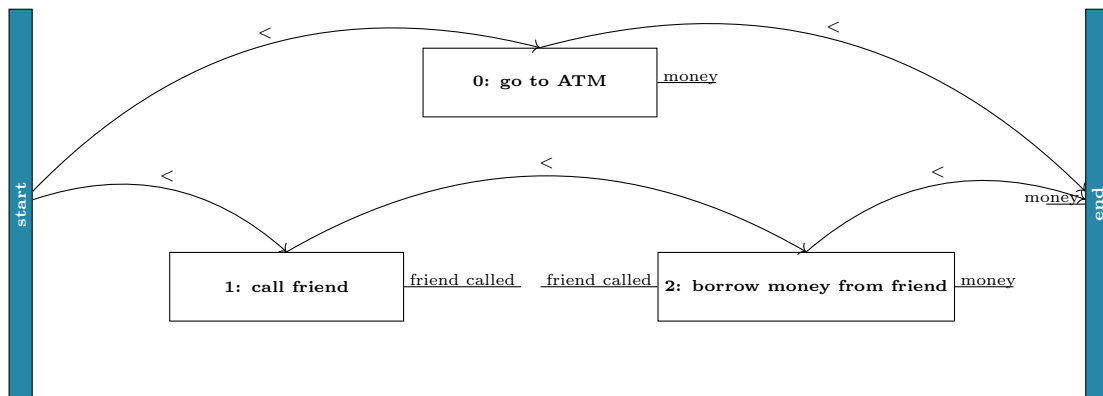 <
<
0: go to ATM
money
start
<
<
<
money
end
1: call friend
friend called
friend called
2: borrow money from friend
money